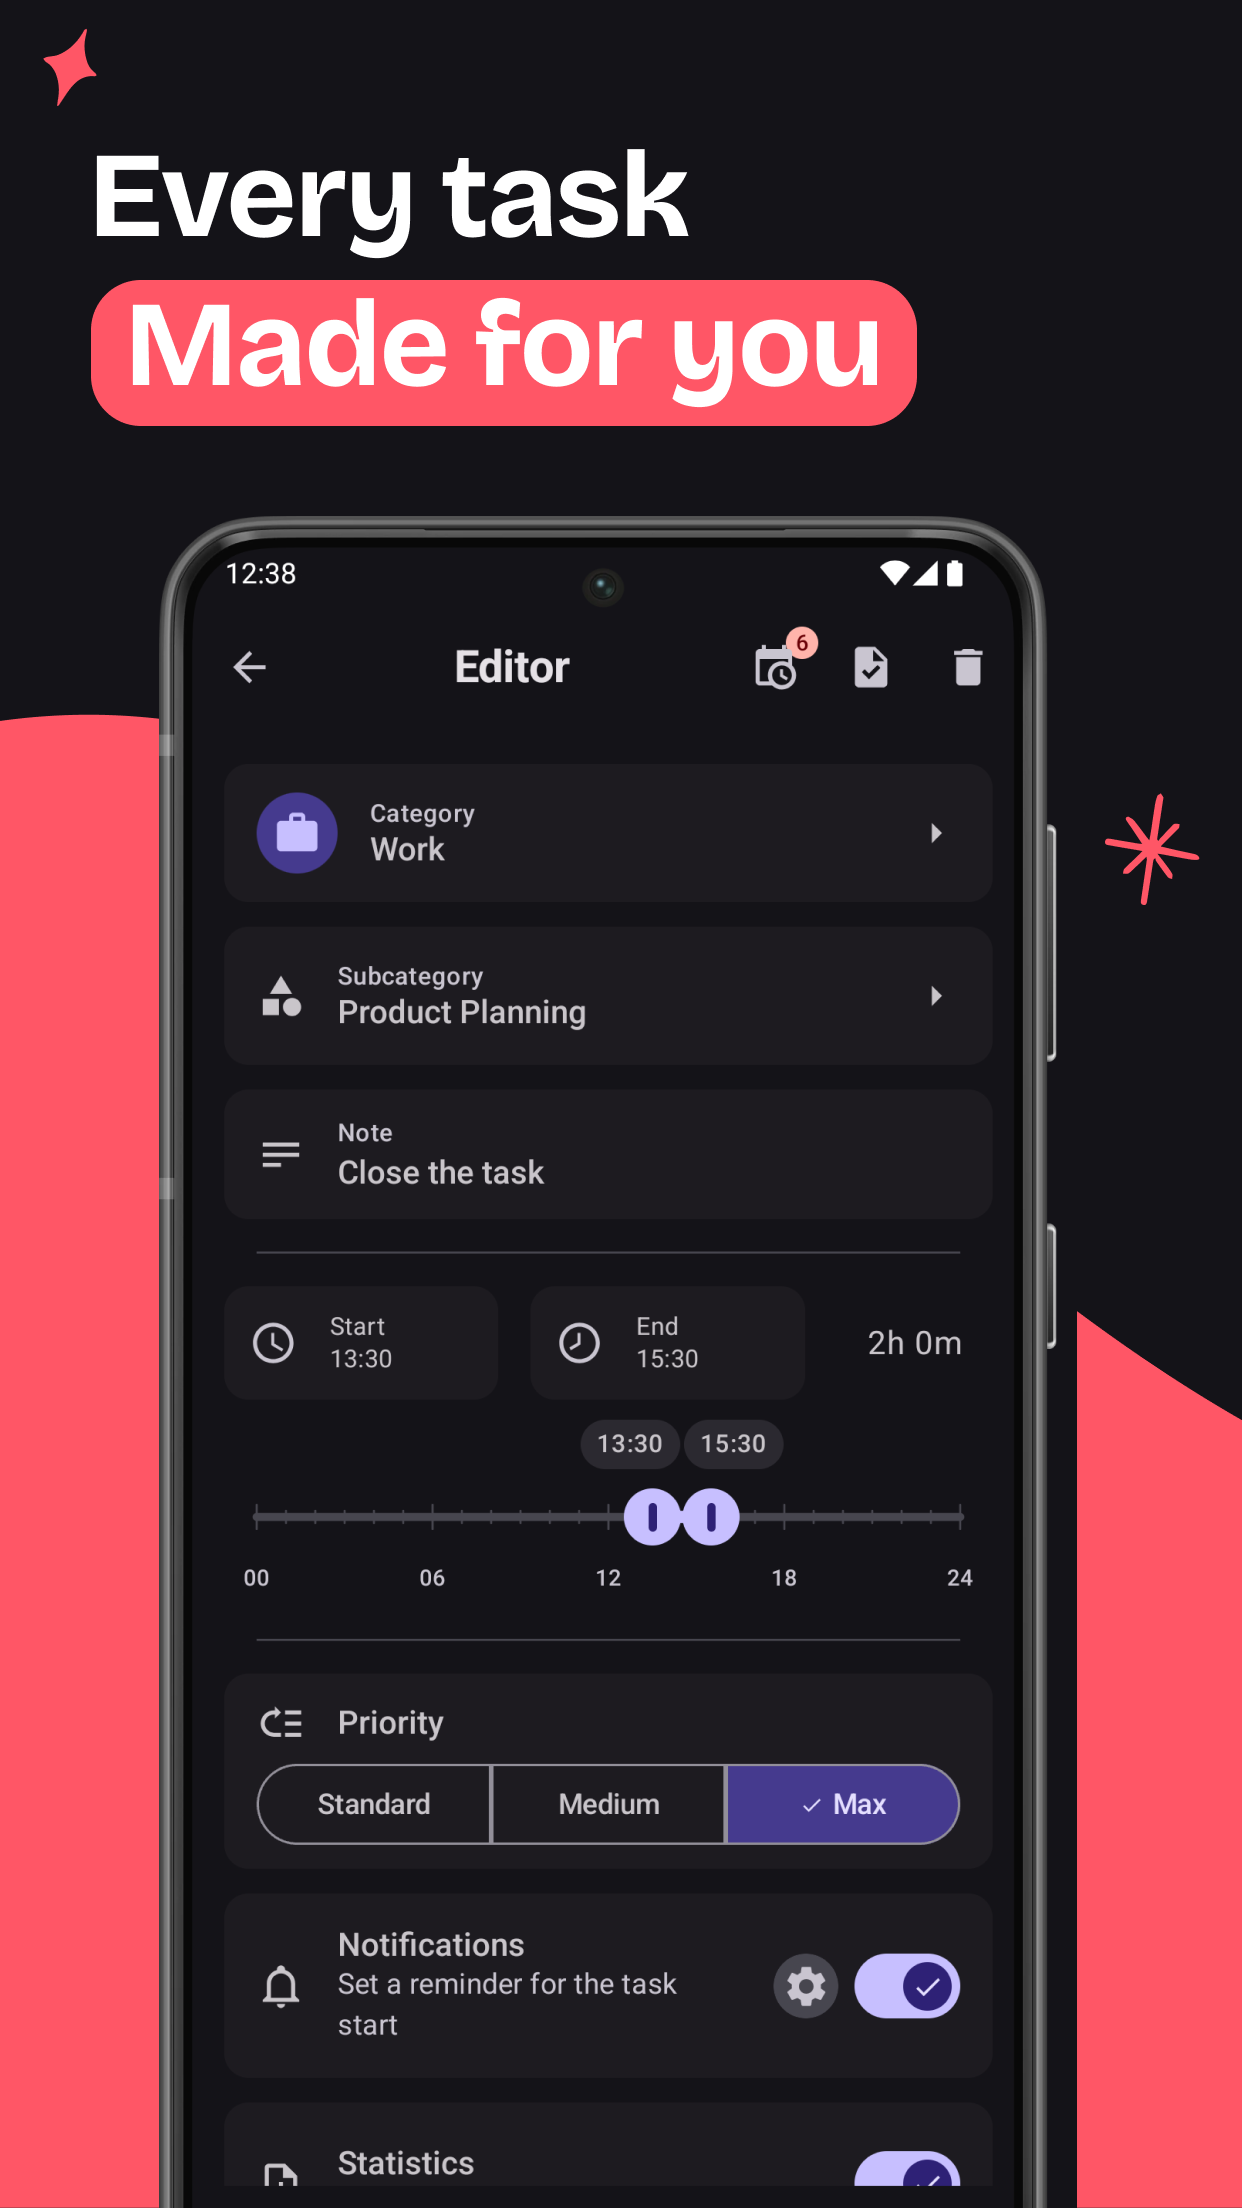 Every task
Made for you
12:38
Editor
6
Category
Work
Subcategory
Product Planning
Note
Close the task
Start
13:30
End
15:30
2h 0m
13:30
15:30
00 06 12 18 24
Priority
Standard
Medium
Max
Notifications
Set a reminder for the task
start
Statistics